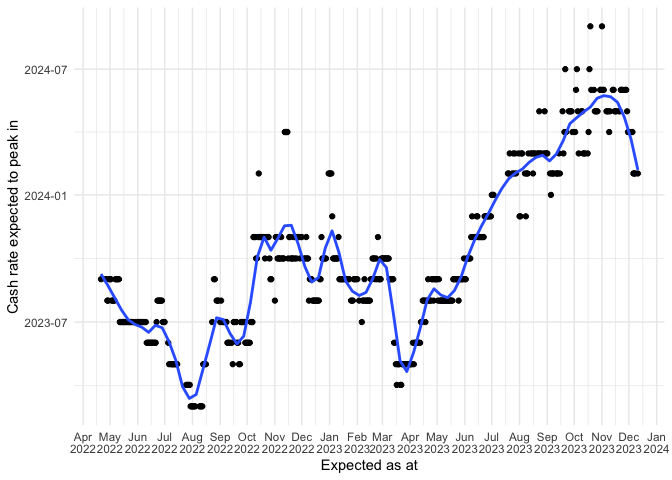 2024-07
2024-01
2023-07
Cash rate expected to peak in
Apr May Jun Jul Aug Sep Oct Nov Dec Jan Feb Mar Apr May Jun Jul Aug Sep Oct Nov Dec Jan
2022 2022 2022 2022 2022 2022 2022 2022 2022 2023 2023 2023 2023 2023 2023 2023 2023 2023 2023 2023 2023 2024
Expected as at